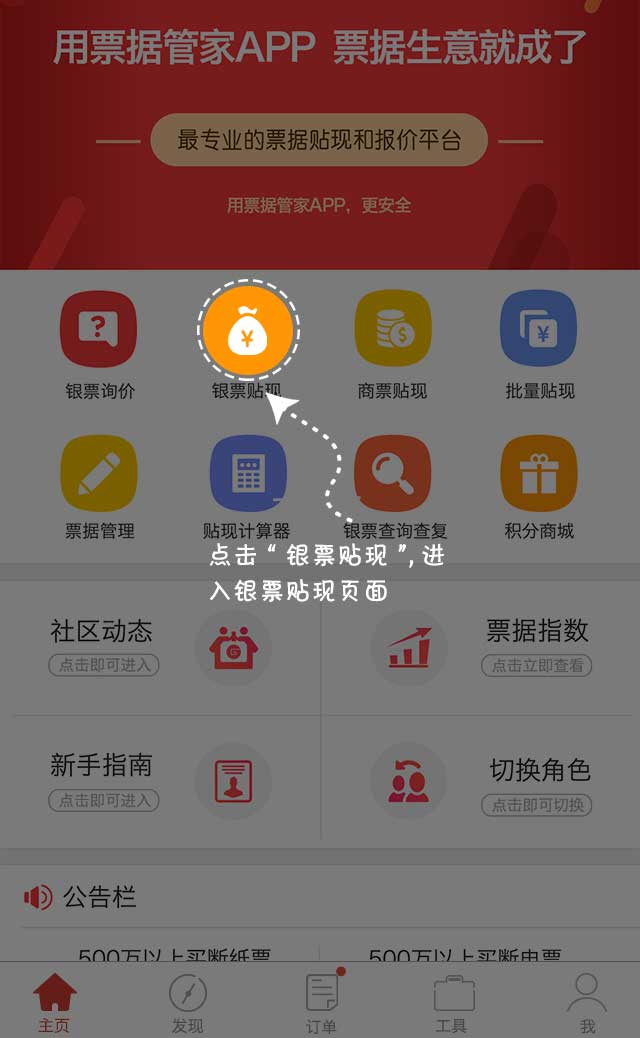 用票据管家APP 票据生意就成了
最专业的票据贴现和报价平台
用票据管家APP，更安全
银票询价 银票贴现 商票贴现 批量贴现
票据管理 贴现计算器 银票查询查复 积分商城
点击“银票贴现”，进
入银票贴现页面
社区动态 票据指数
点击即可进入 点击立即查看
新手指南 切换角色
点击即可进入 点击即可切换
公告栏
500万以上买断纸票 500万以上买断电票
主页 发现 订单 工具 我